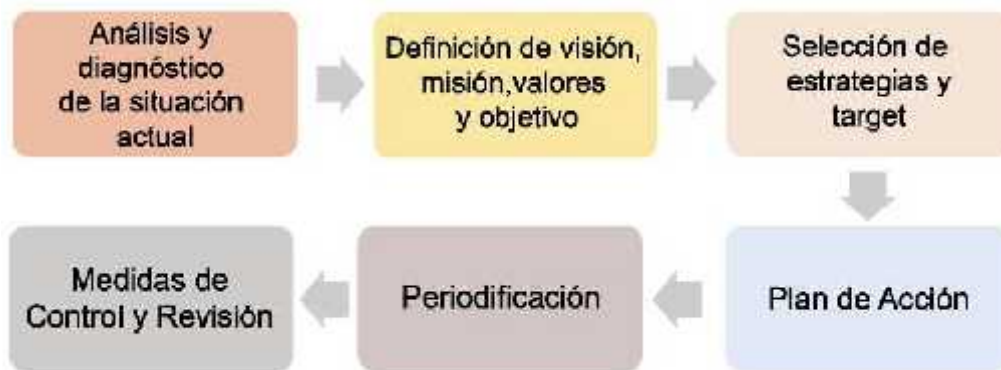 Análisis y
diagnóstico
de la situación
actual
Definición de visión,
misión,valores
y objetivo
Selección de
estrategias y
target
Plan de Acción
Periodificación
Medidas de
Control y Revisión